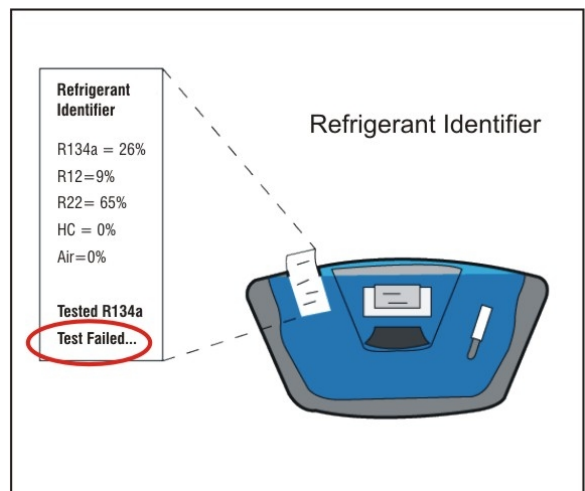 Refrigerant
Identifier
R134a = 26%
R12=9%
R22= 65%
HC = 0%
Air=0%
Tested R134a
Test Failed...
Refrigerant Identifier